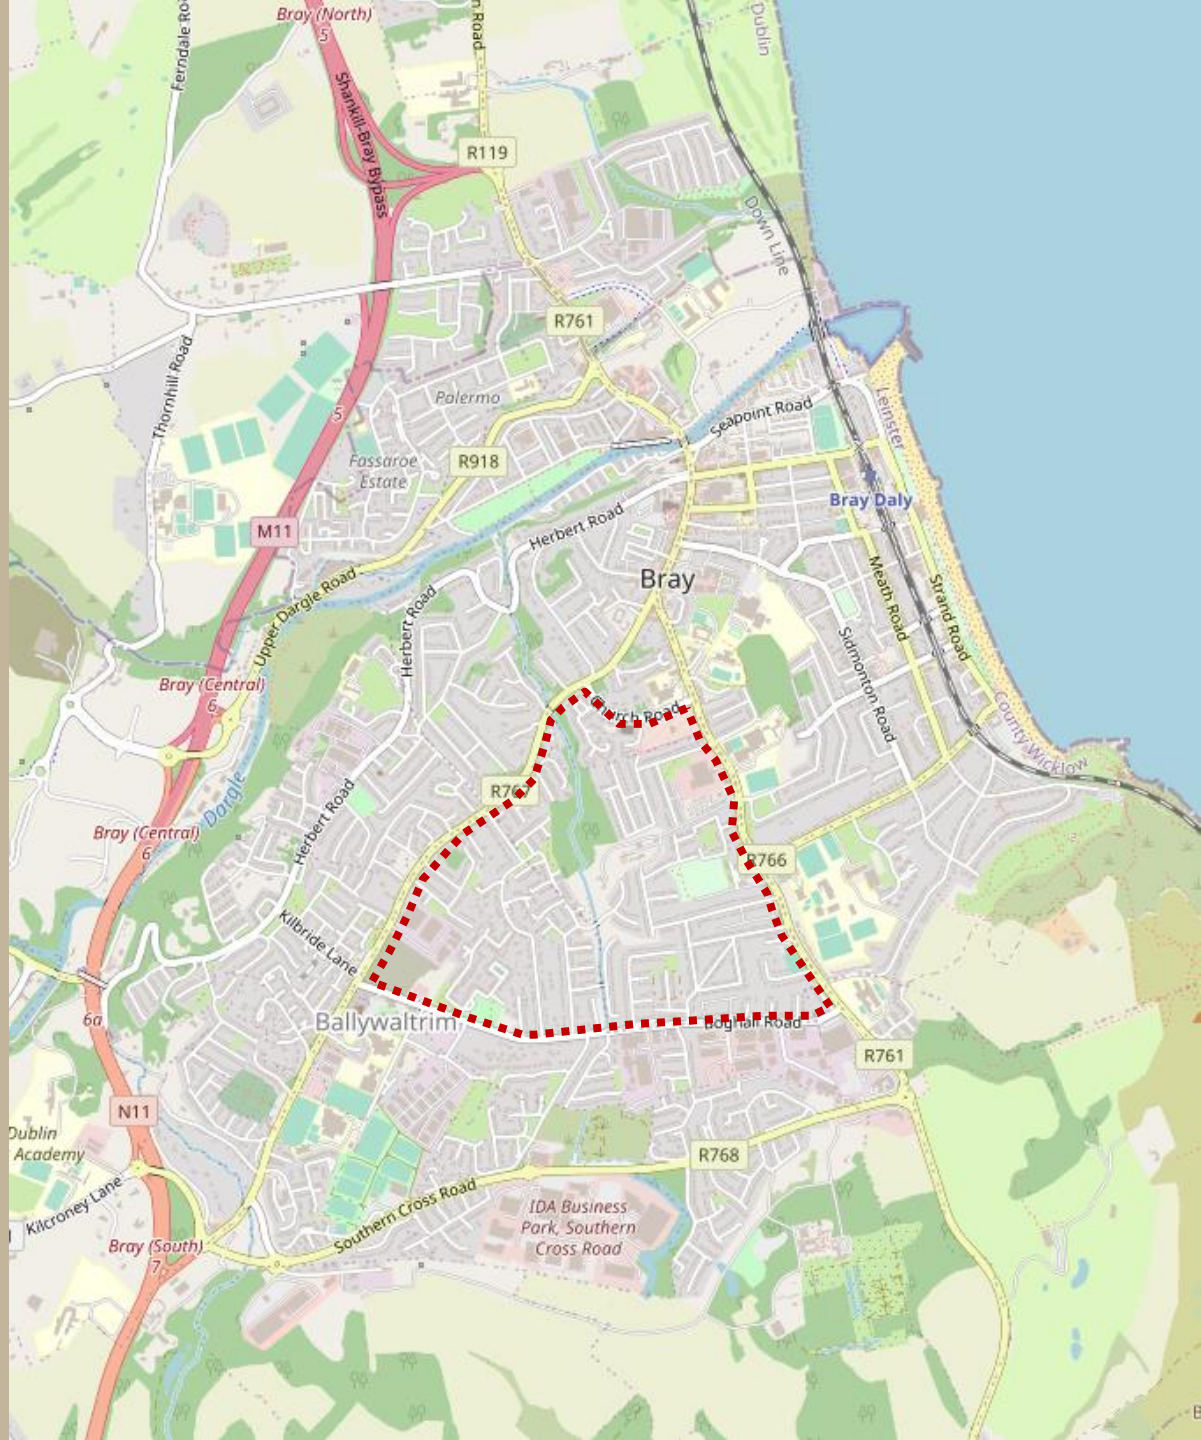 Bray (North)
5
Ferndale Ro
n Road
Dublin
Shankill-Bray Bypass
R119
Down Line
R761
Thornhill Road
Palermo
5
Seapoint Road
Leinster
Fassaroe
Estate
R918
Bray Daly
M11
Herbert Road
Bray
Upper Dargle Road
Herbert Road
Meath Road
Strand Road
Sidmonton Road
Bray (Central)
6
Church Road
County Wicklow
Dargle
R767
Herbert Road
Bray (Central)
6
R766
Kilbride Lane
6a
Ballywaltrim
Boghall Road
R761
N11
Dublin
Academy
R768
Kilcroney Lane
Southern Cross Road
IDA Business
Park, Southern
Cross Road
Bray (South)
7
B